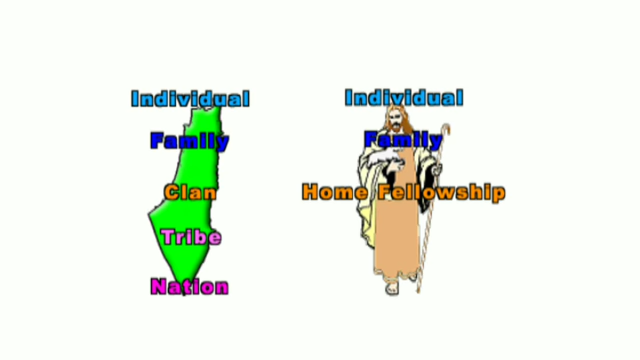 Individual
Family
Clan
Tribe
Nation
Individual
Family
Home Fellowship